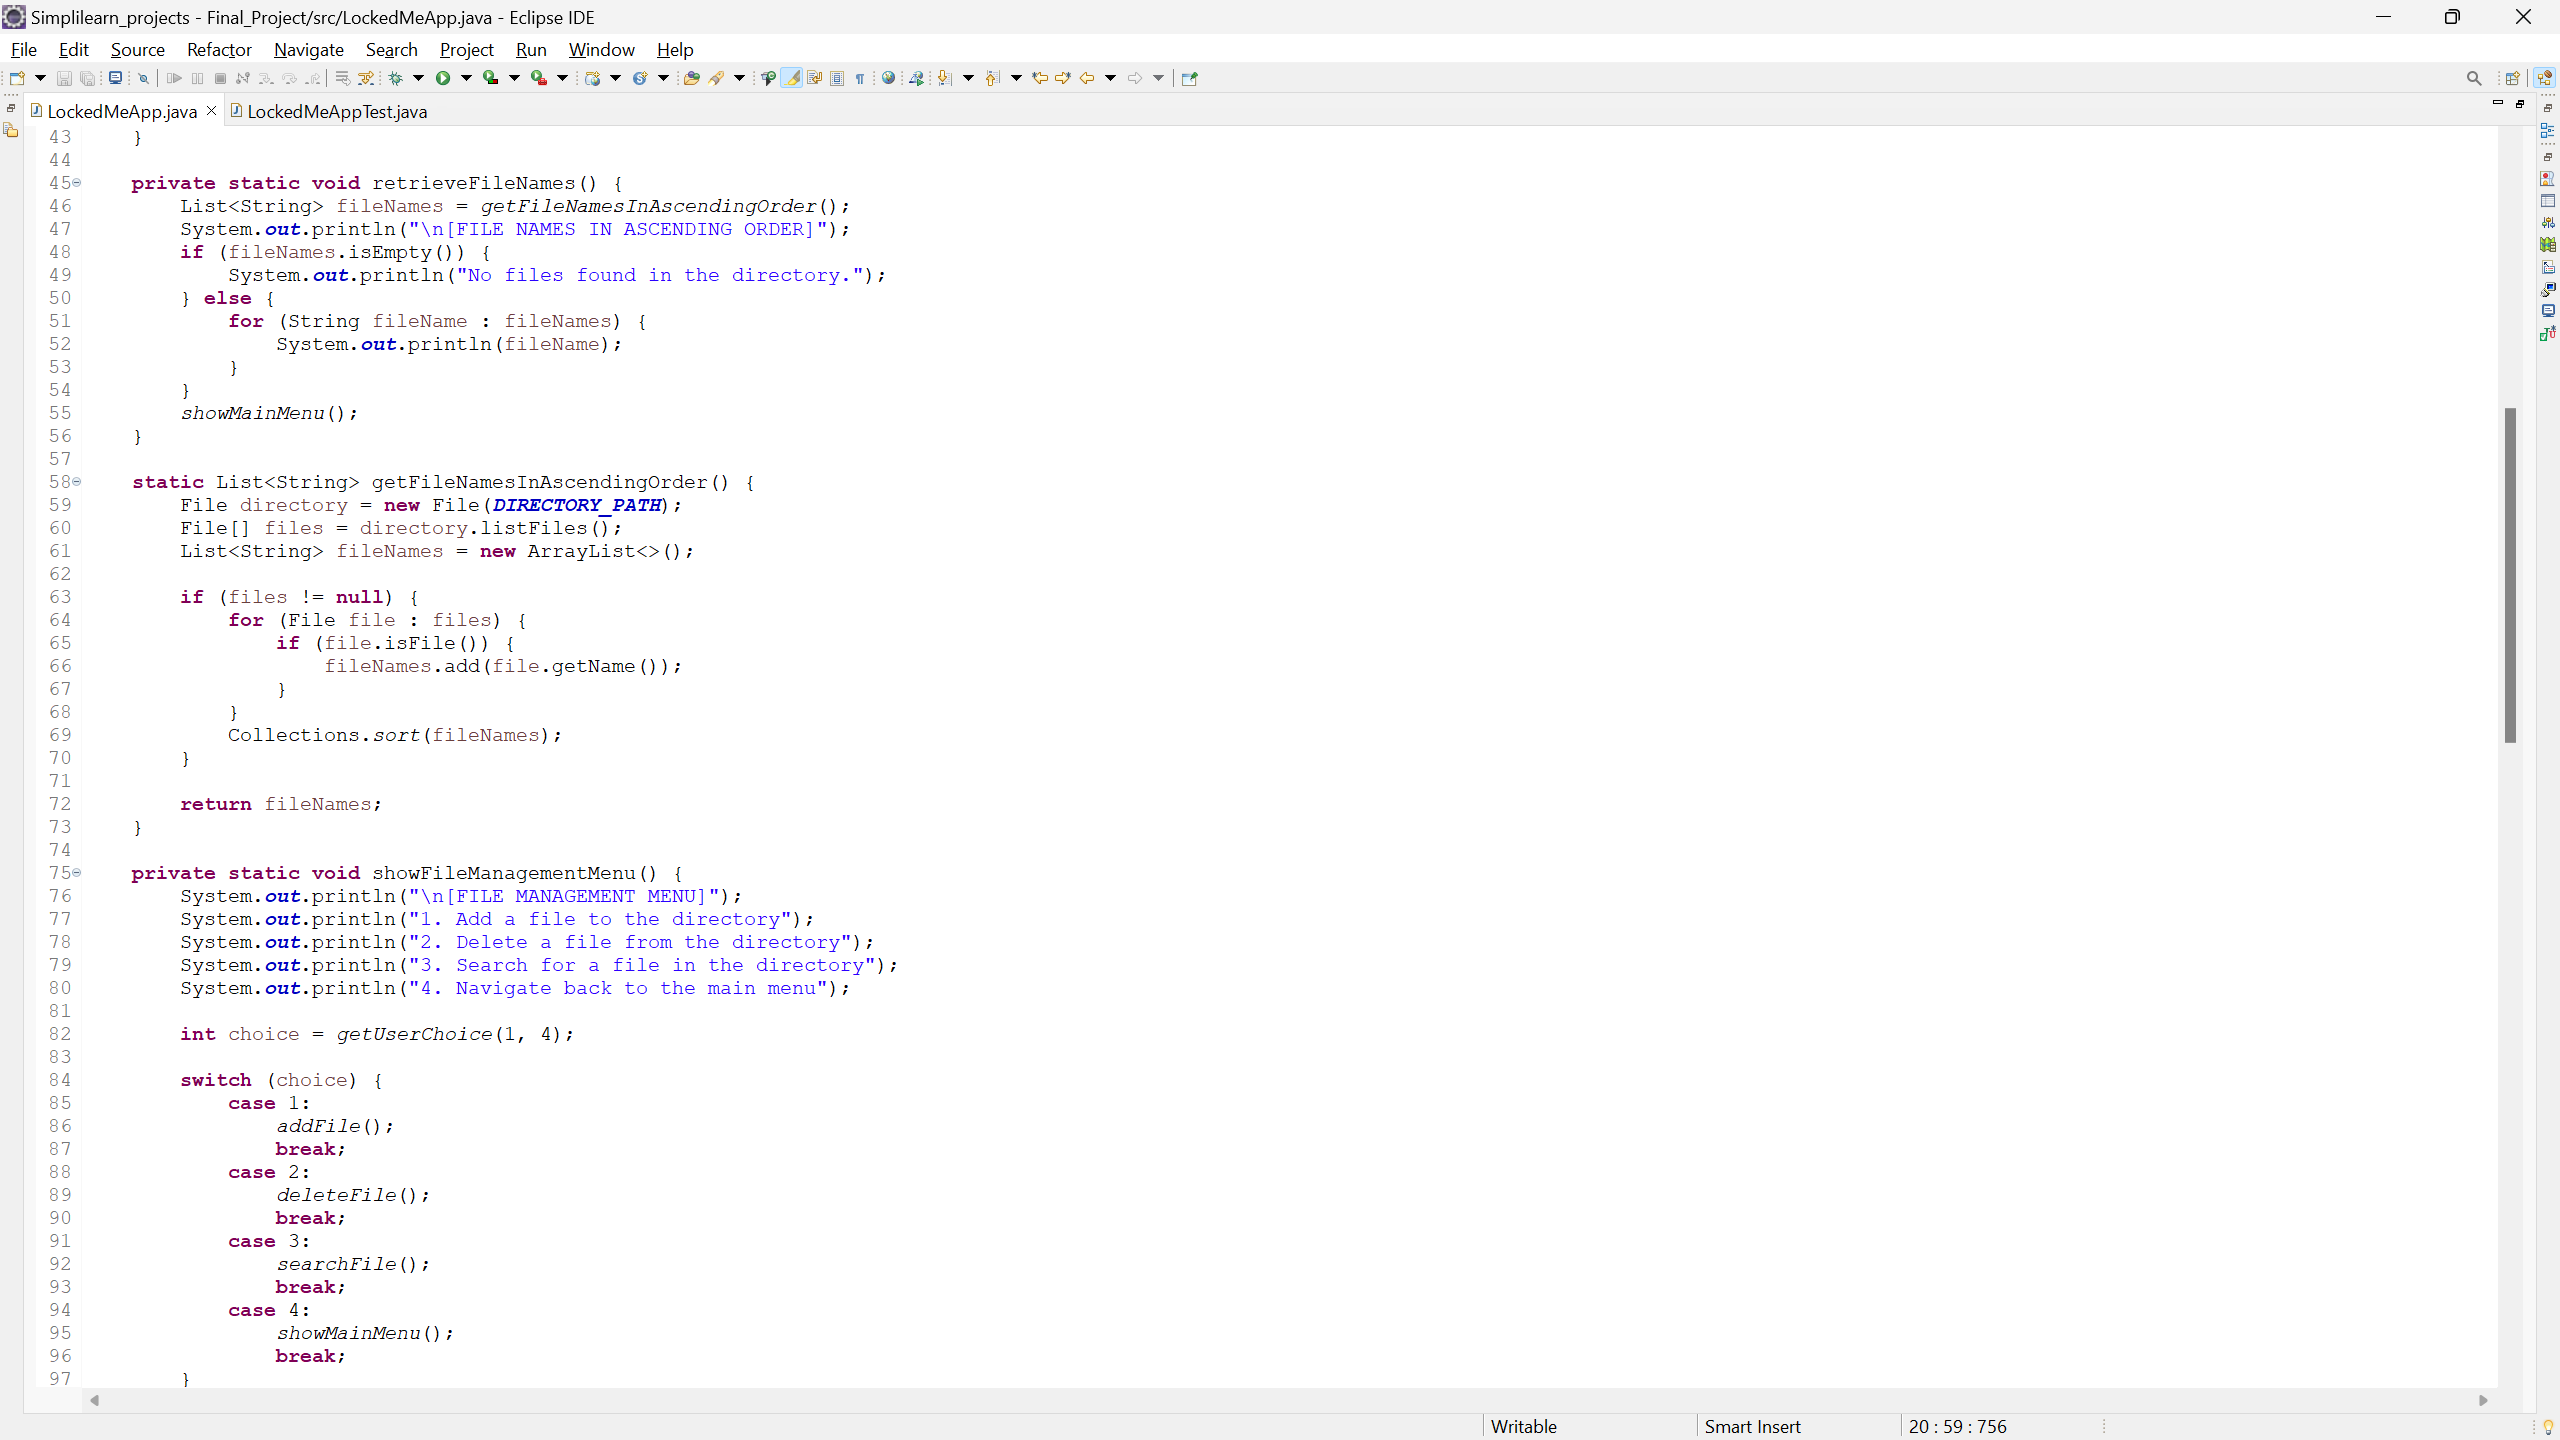 Simplilearn_projects - Final_Project/src/LockedMeApp.java - Eclipse IDE
File Edit Source Refactor Navigate Search Project Run Window Help
LockedMeApp.java LockedMeAppTest.java
43 }
44
45 private static void retrieveFileNames() {
46 List<String> fileNames = getFileNamesInAscendingOrder();
47 System.out.println("\n[FILE NAMES IN ASCENDING ORDER]");
48 if (fileNames.isEmpty()) {
49 System.out.println("No files found in the directory.");
50 } else {
51 for (String fileName : fileNames) {
52 System.out.println(fileName);
53 }
54 }
55 showMainMenu();
56 }
57
58 static List<String> getFileNamesInAscendingOrder() {
59 File directory = new File(DIRECTORY_PATH);
60 File[] files = directory.listFiles();
61 List<String> fileNames = new ArrayList<>();
62
63 if (files != null) {
64 for (File file : files) {
65 if (file.isFile()) {
66 fileNames.add(file.getName());
67 }
68 }
69 Collections.sort(fileNames);
70 }
71
72 return fileNames;
73 }
74
75 private static void showFileManagementMenu() {
76 System.out.println("\n[FILE MANAGEMENT MENU]");
77 System.out.println("1. Add a file to the directory");
78 System.out.println("2. Delete a file from the directory");
79 System.out.println("3. Search for a file in the directory");
80 System.out.println("4. Navigate back to the main menu");
81
82 int choice = getUserChoice(1, 4);
83
84 switch (choice) {
85 case 1:
86 addFile();
87 break;
88 case 2:
89 deleteFile();
90 break;
91 case 3:
92 searchFile();
93 break;
94 case 4:
95 showMainMenu();
96 break;
97 }
Writable Smart Insert 20 : 59 : 756